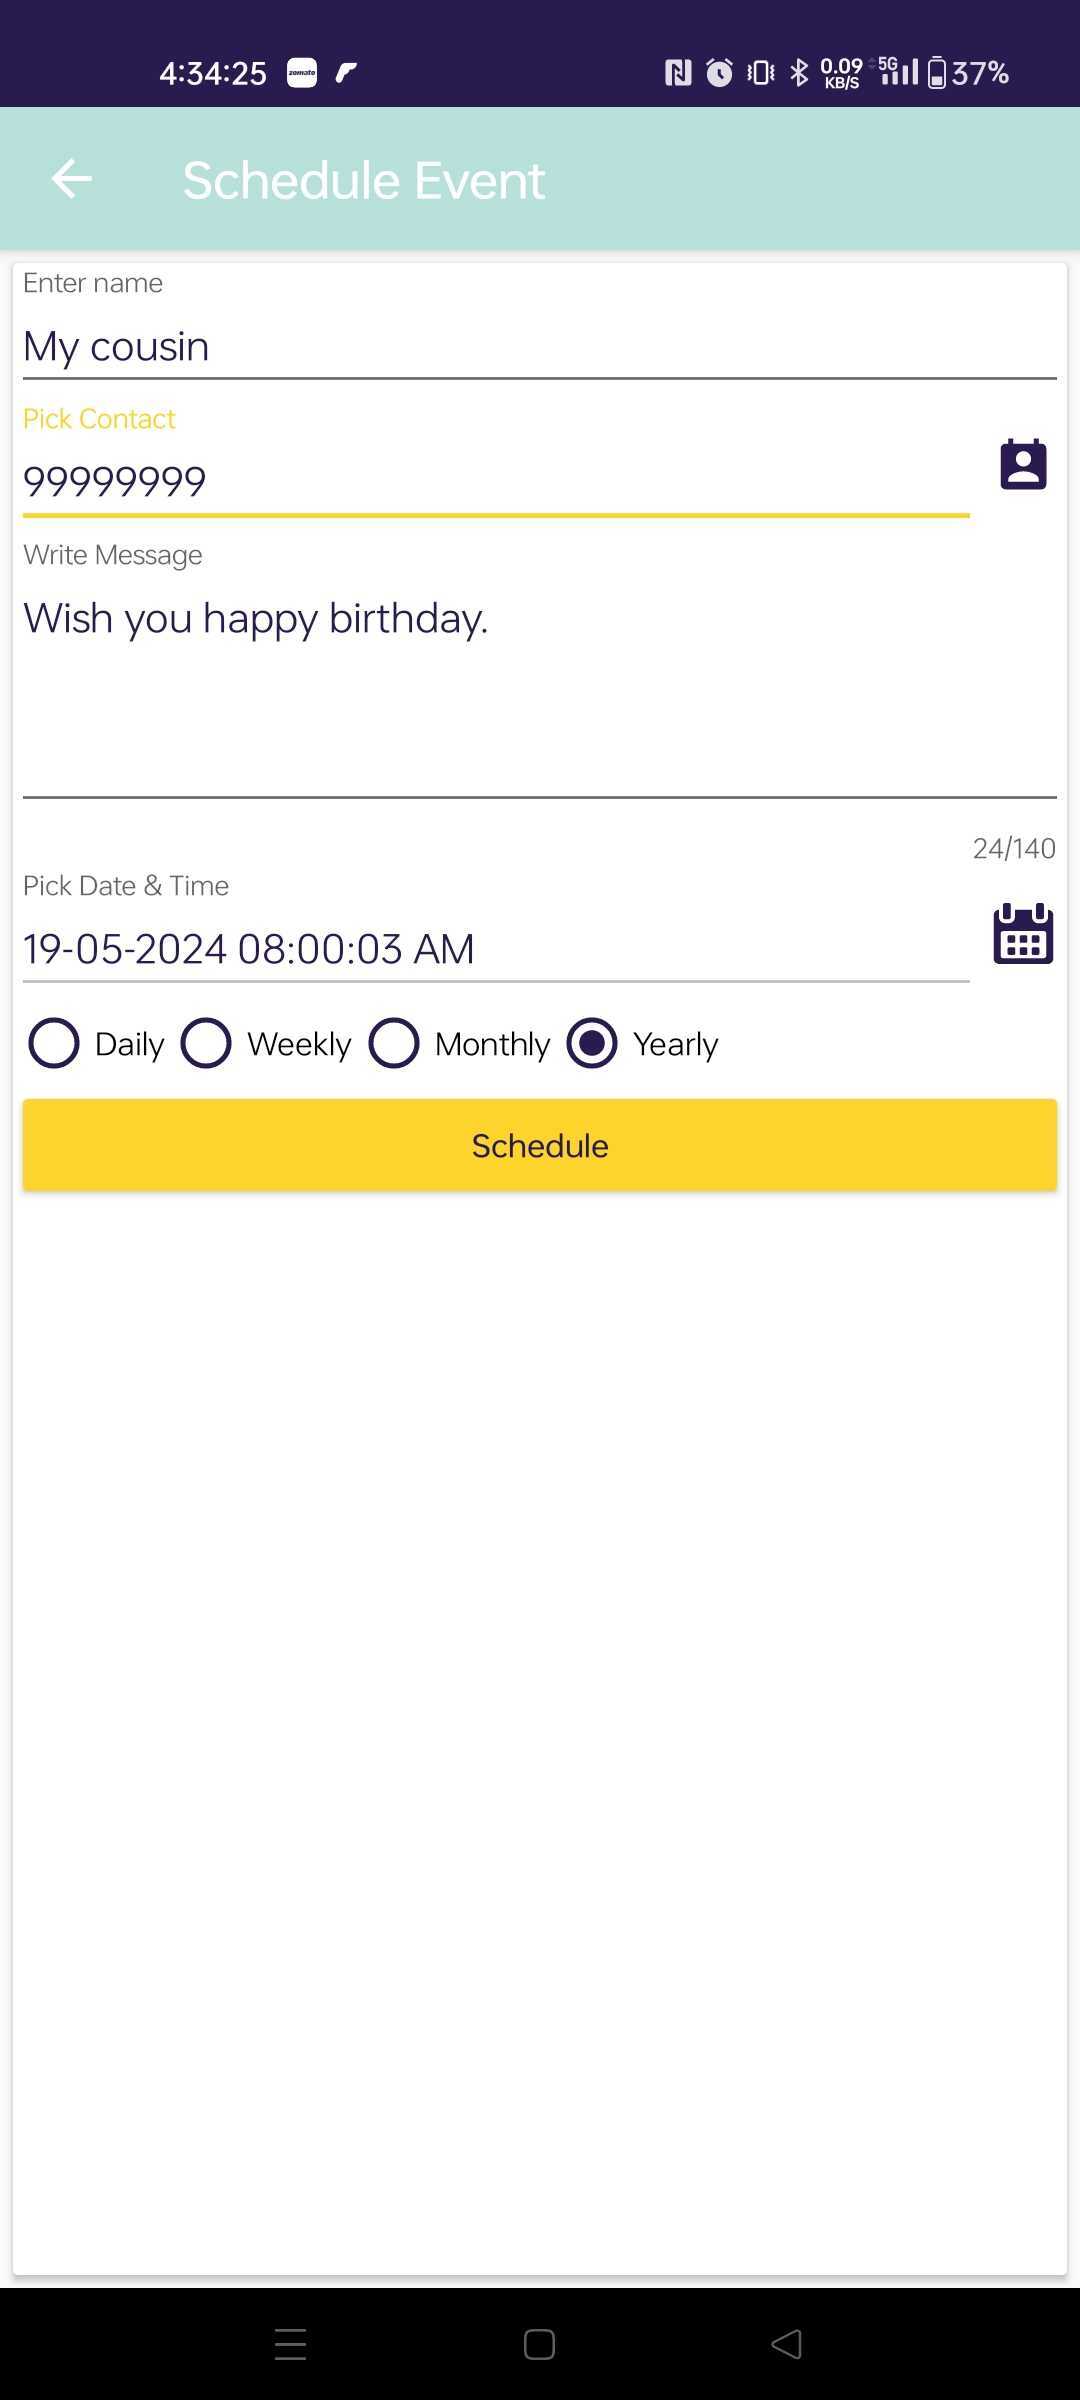 4:34:25 zomato 0.09 KB/S 5G 37%
Schedule Event
Enter name
My cousin
Pick Contact
99999999
Write Message
Wish you happy birthday.
24/140
Pick Date & Time
19-05-2024 08:00:03 AM
Daily Weekly Monthly Yearly
Schedule